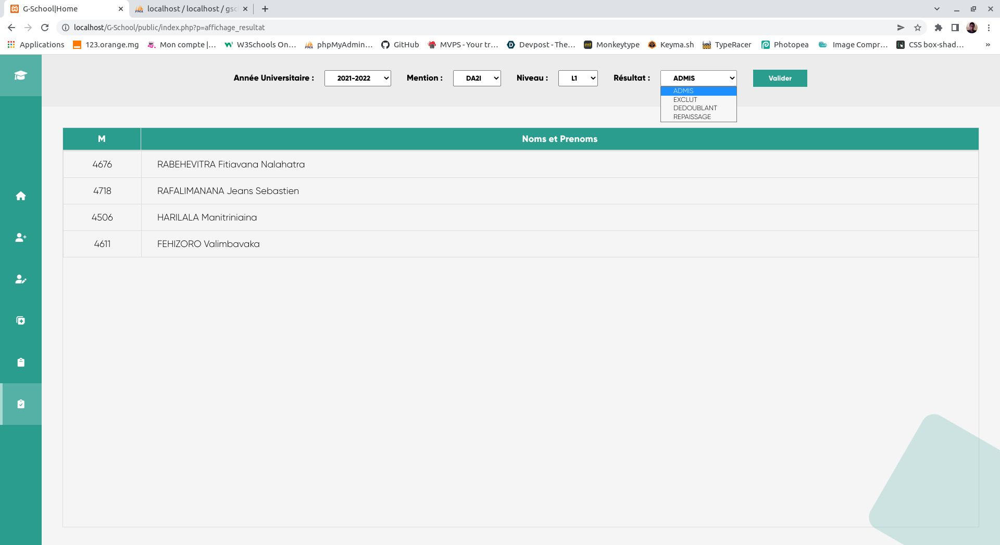 G-School|Home
localhost / localhost / gsc
localhost/G-School/public/index.php?p=affichage_resultat
Applications 123.orange.mg Mon compte |... W3Schools On... phpMyAdmin... GitHub MVPS - Your tr... Devpost - The... Monkeytype Keyma.sh TypeRacer Photopea Image Compr... CSS box-shad... »
Année Universitaire : 2021-2022 Mention : DA2I Niveau : L1 Résultat : ADMIS Valider
ADMIS
EXCLUT
DEDOUBLANT
REPAISSAGE
M Noms et Prenoms
4676 RABEHEVITRA Fitiavana Nalahatra
4718 RAFALIMANANA Jeans Sebastien
4506 HARILALA Manitriniaina
4611 FEHIZORO Valimbavaka